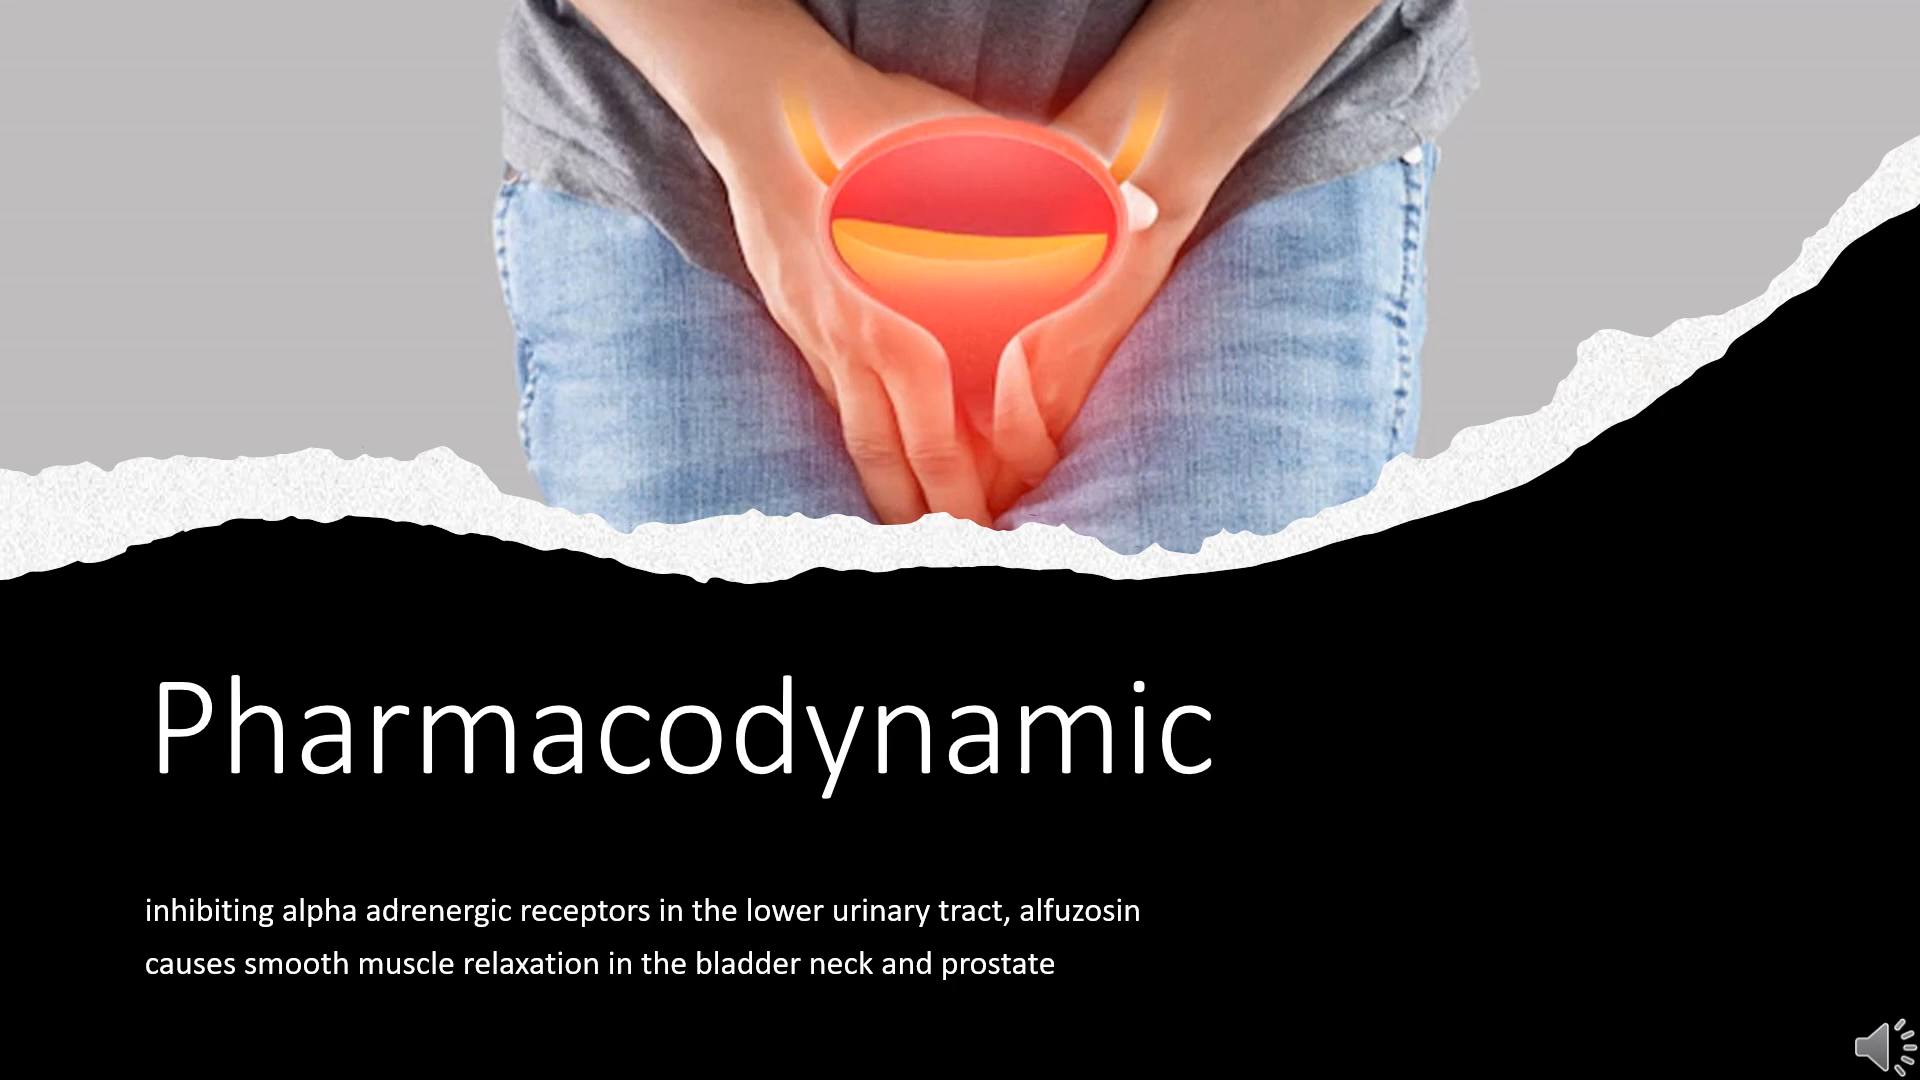 Pharmacodynamic
inhibiting alpha adrenergic receptors in the lower urinary tract, alfuzosin
causes smooth muscle relaxation in the bladder neck and prostate